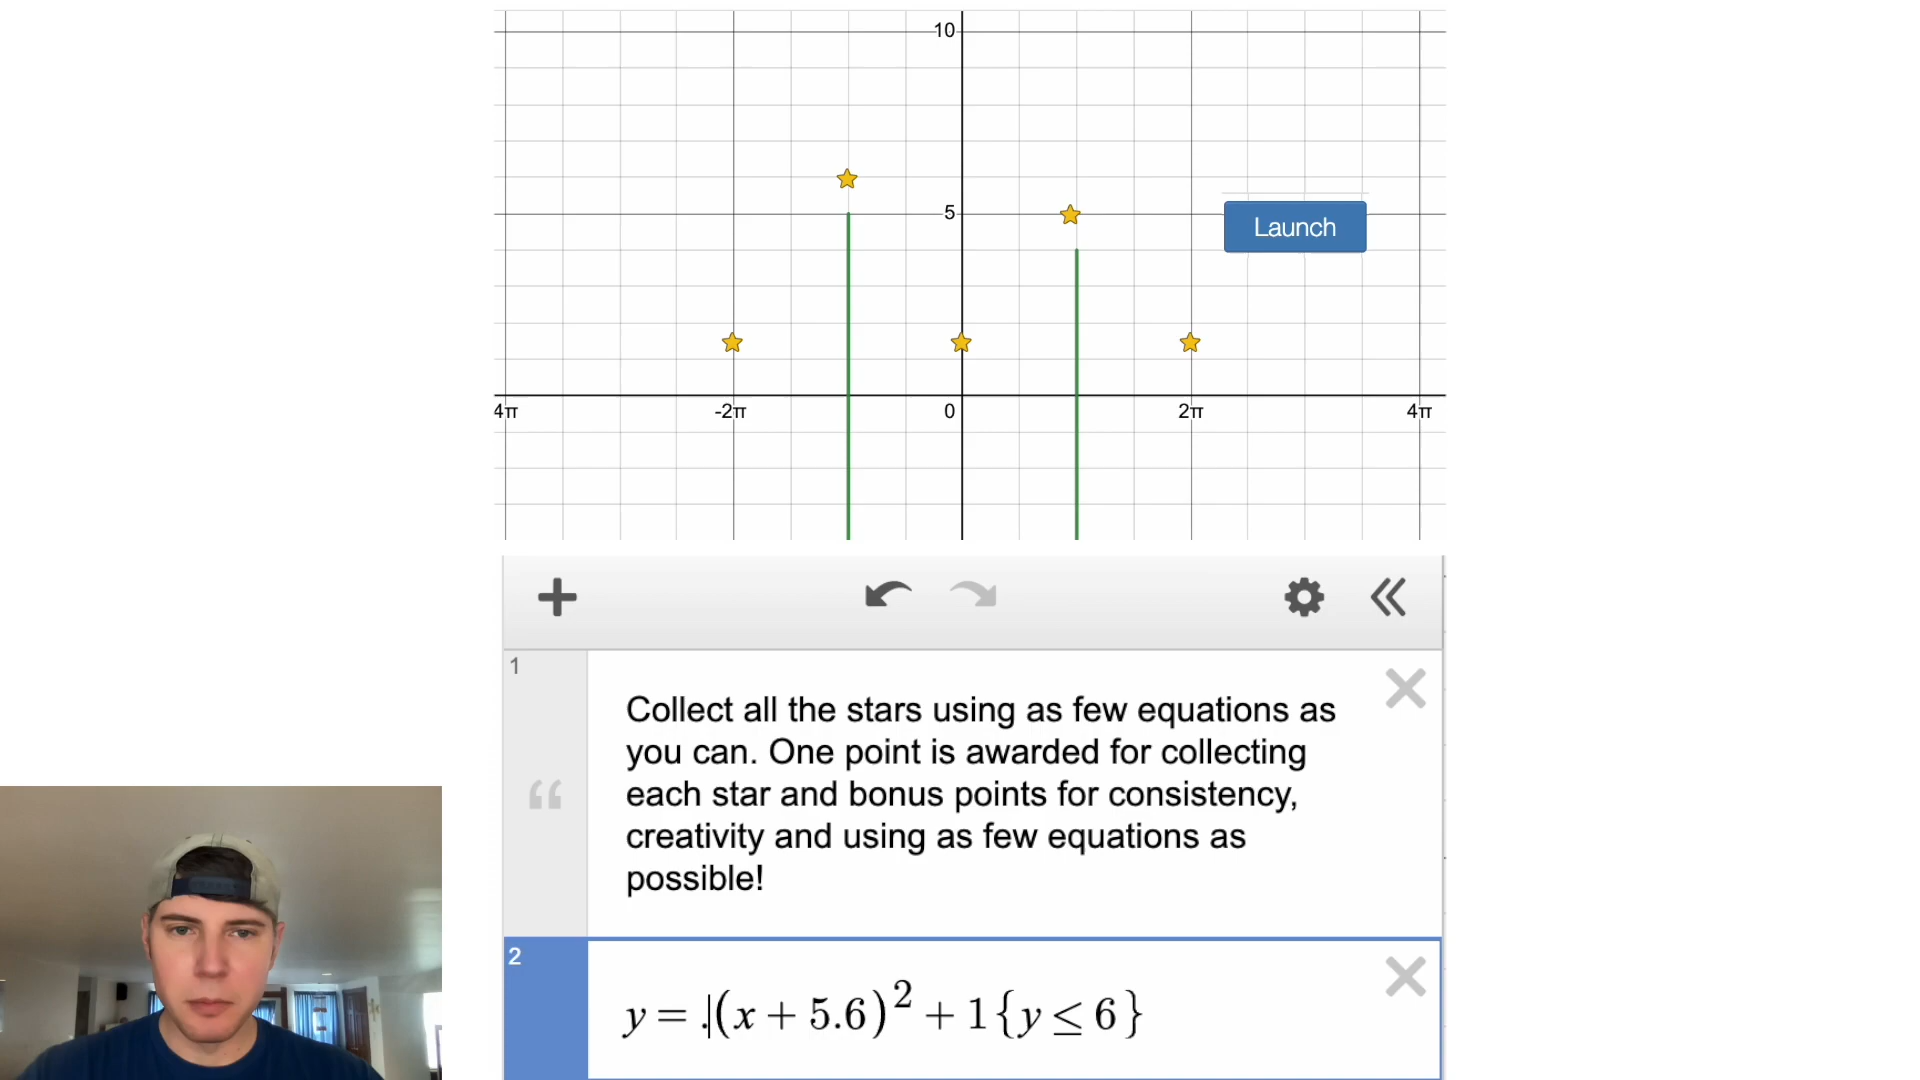 10
5
Launch
4π
-2π
0
2π
4π
1
Collect all the stars using as few equations as
you can. One point is awarded for collecting
each star and bonus points for consistency,
creativity and using as few equations as
possible!
2
y = .(x + 5.6)² + 1{y ≤ 6}